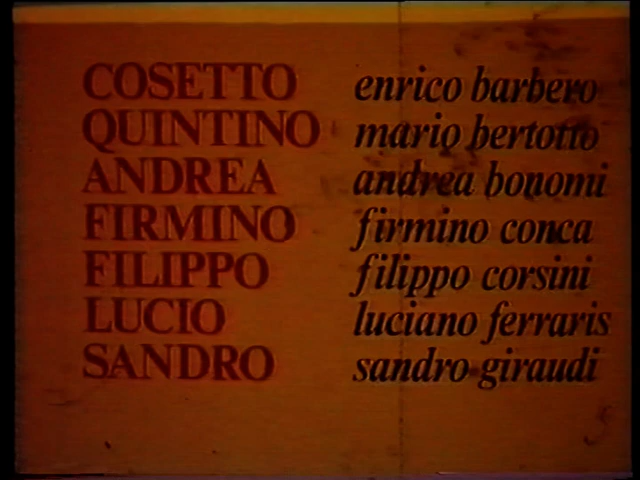 COSETTO enrico barbero
QUINTINO mario bertotto
ANDREA andrea bonomi
FIRMINO firmino conca
FILIPPO filippo corsini
LUCIO luciano ferraris
SANDRO sandro giraudi